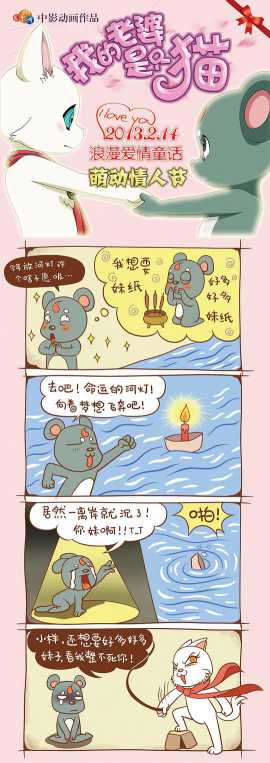 中影动画作品
我的老婆
是只猫
I love you
2013.2.14
浪漫爱情童话
萌动情人节
我想要
妹纸
好多
好多
妹纸
去吧!命运的河灯!
向着梦想飞奔吧!
居然一离岸就沉了!
你妹啊!!T_T
啪!
小样,还想要好多好多
妹子,看我整不死你!